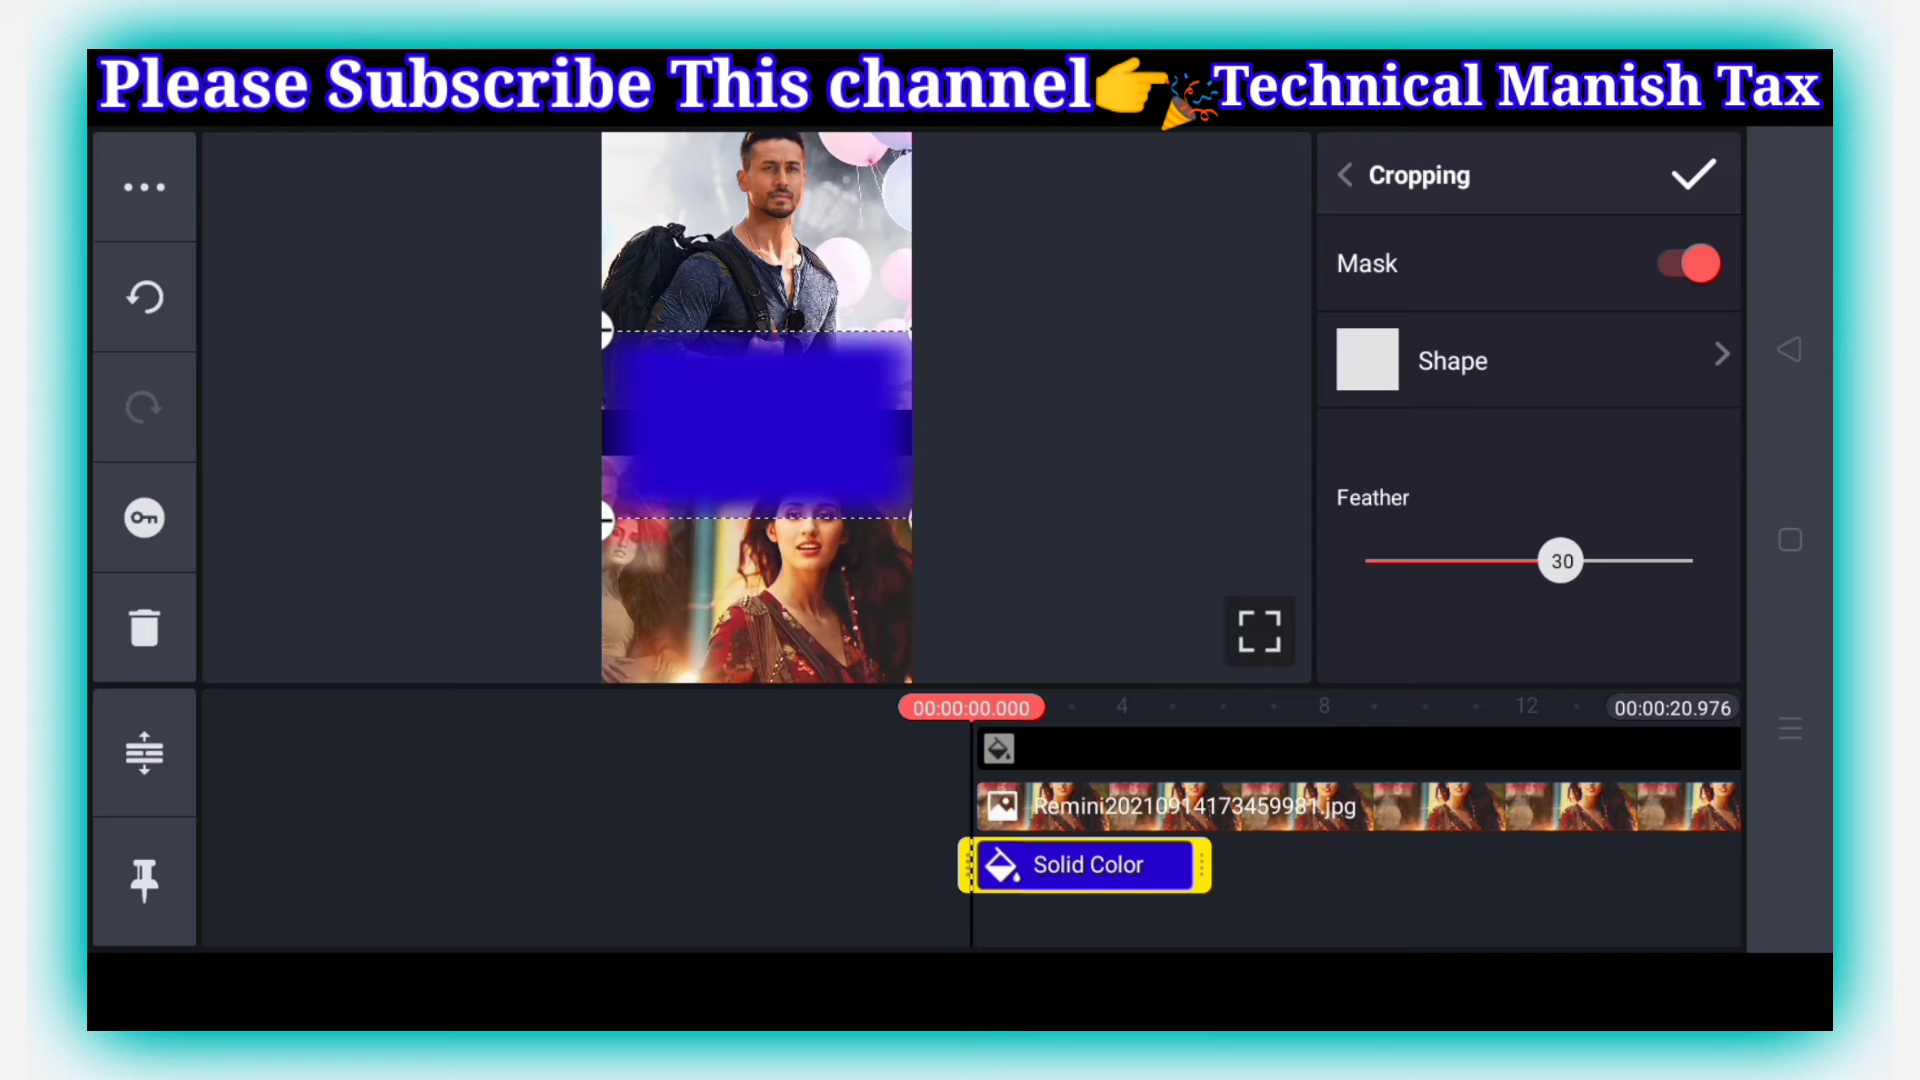 Please Subscribe This channel👉🎉Technical Manish Tax
Cropping
Mask
Shape
Feather
30
00:00:00.000 4 8 12 00:00:20.976
Remini20210914173459981.jpg
Solid Color